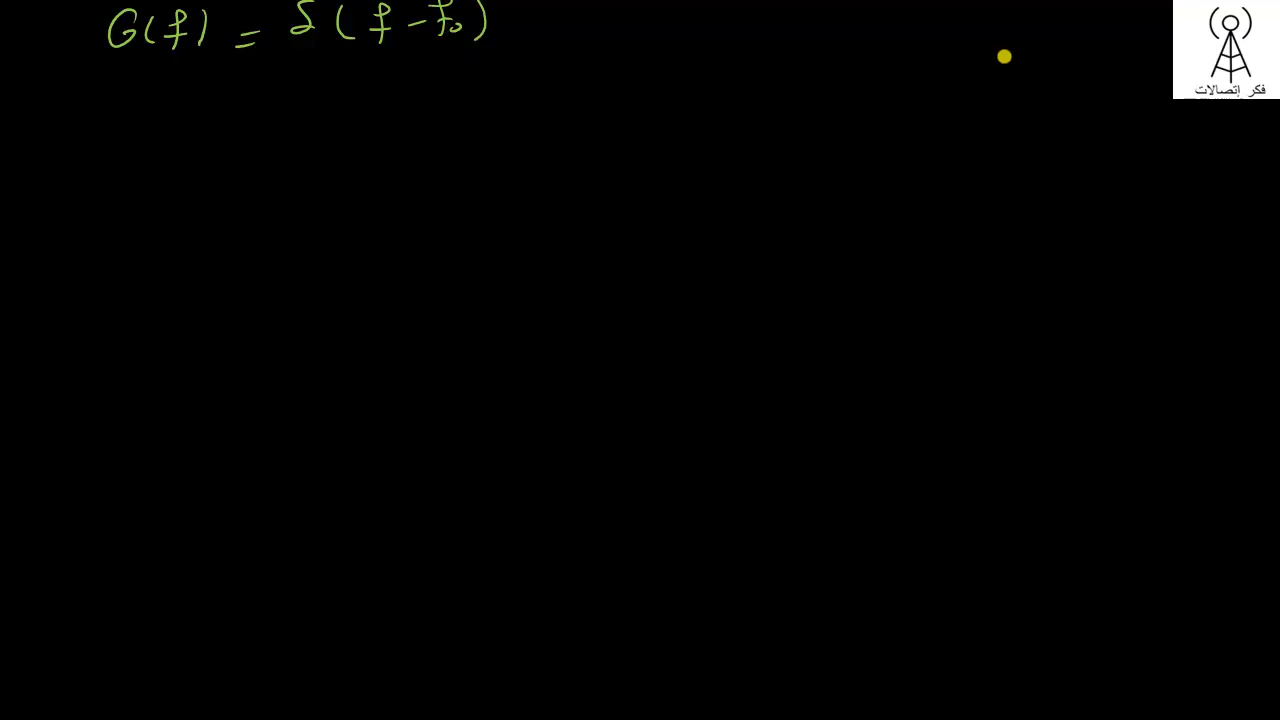 G(f) = δ(f-f₀)
فكر إتصالات